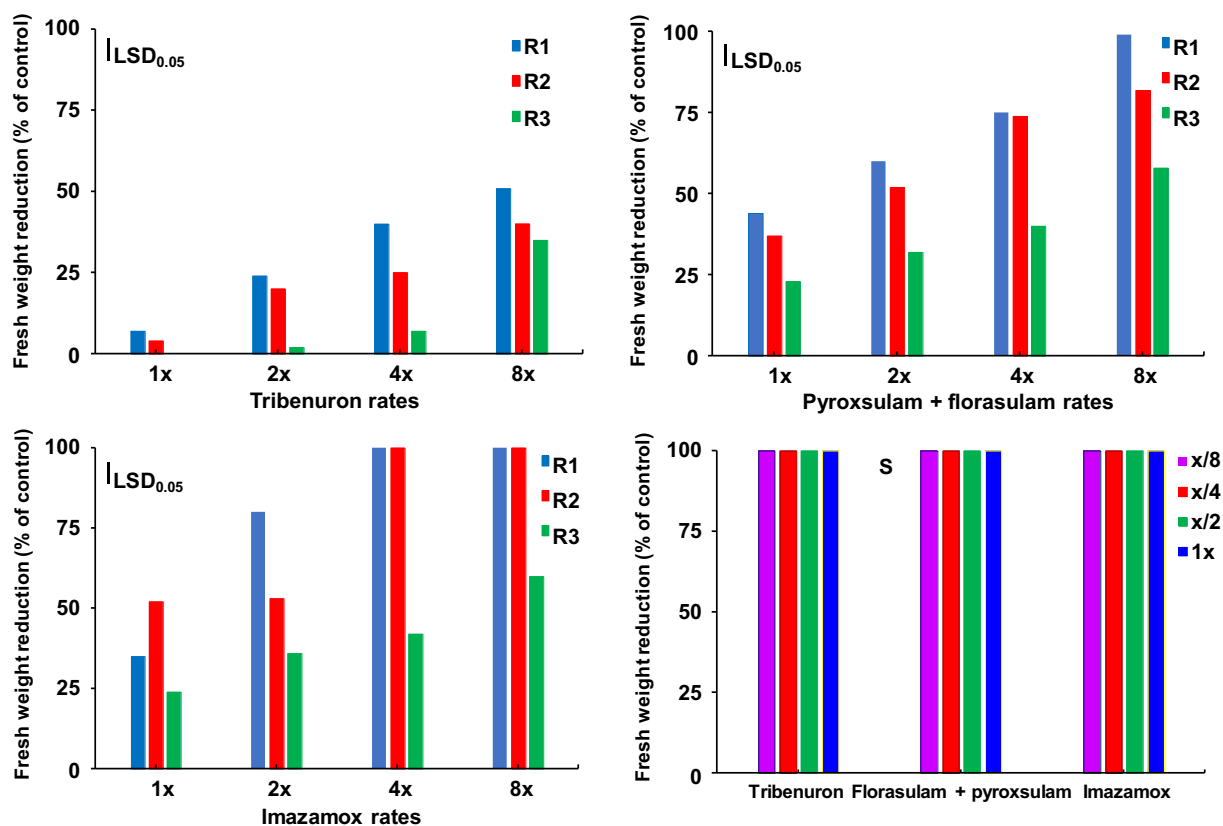 Fresh weight reduction (% of control)
100
75
50
25
0
LSD0.05
R1
R2
R3
1x 2x 4x 8x
Tribenuron rates
Fresh weight reduction (% of control)
100
75
50
25
0
LSD0.05
R1
R2
R3
1x 2x 4x 8x
Pyroxsulam + florasulam rates
Fresh weight reduction (% of control)
100
75
50
25
0
LSD0.05
R1
R2
R3
1x 2x 4x 8x
Imazamox rates
Fresh weight reduction (% of control)
100
75
50
25
0
S
x/8
x/4
x/2
1x
Tribenuron Florasulam + pyroxsulam Imazamox